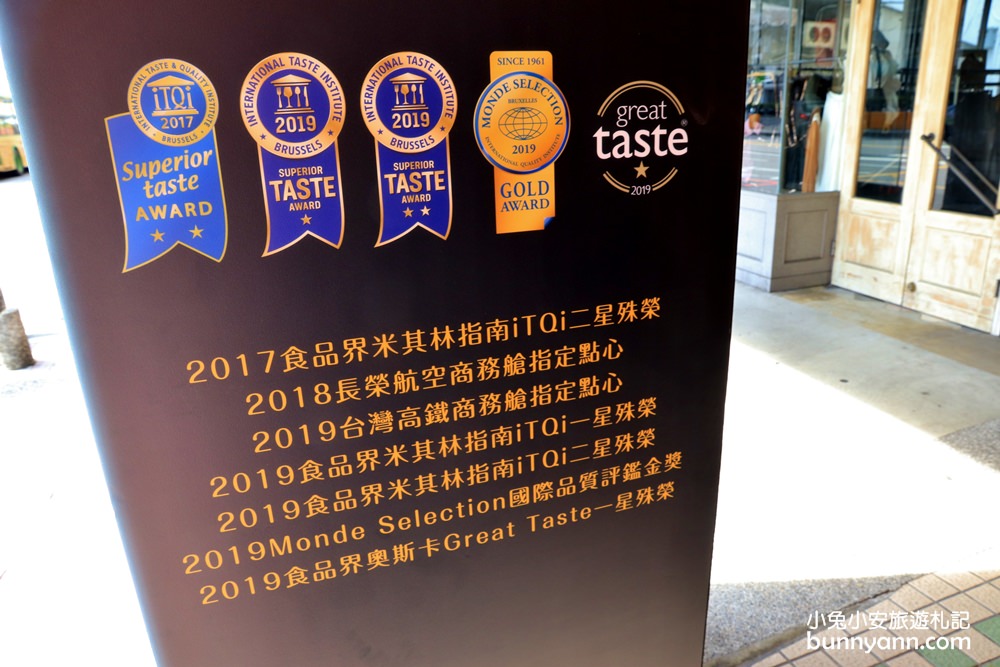 INTERNATIONAL TASTE & QUALITY INSTITUTE
iTQi
2017
BRUSSELS
Superior
taste
AWARD
INTERNATIONAL TASTE INSTITUTE
2019
BRUSSELS
SUPERIOR
TASTE
AWARD
INTERNATIONAL TASTE INSTITUTE
2019
BRUSSELS
SUPERIOR
TASTE
AWARD
SINCE 1961
MONDE SELECTION
BRUXELLES
2019
INTERNATIONAL QUALITY INSTITUTE
GOLD
AWARD
great
taste®
2019
2017食品界米其林指南iTQi二星殊榮
2018長榮航空商務艙指定點心
2019台灣高鐵商務艙指定點心
2019食品界米其林指南iTQi一星殊榮
2019食品界米其林指南iTQi二星殊榮
2019Monde Selection國際品質評鑑金獎
2019食品界奧斯卡Great Taste一星殊榮
小兔小安旅遊札記
bunnyann.com